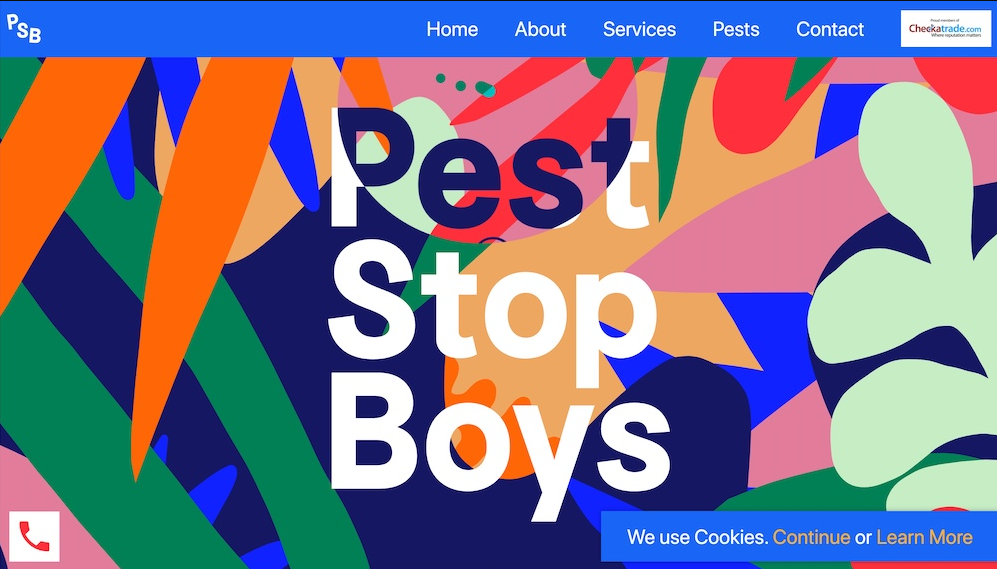 PSB
Home About Services Pests Contact
Proud members of
Checkatrade.com
Where reputation matters
Pest
Stop
Boys
We use Cookies. Continue or Learn More